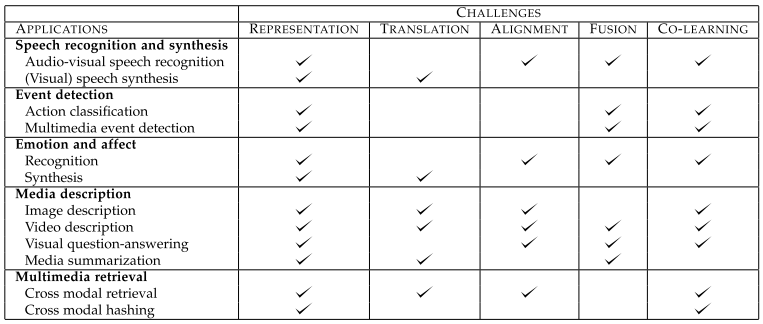 CHALLENGES
APPLICATIONS REPRESENTATION TRANSLATION ALIGNMENT FUSION CO-LEARNING
Speech recognition and synthesis
Audio-visual speech recognition ✓ ✓ ✓ ✓
(Visual) speech synthesis ✓ ✓
Event detection
Action classification ✓ ✓ ✓
Multimedia event detection ✓ ✓ ✓
Emotion and affect
Recognition ✓ ✓ ✓ ✓
Synthesis ✓ ✓
Media description
Image description ✓ ✓ ✓ ✓
Video description ✓ ✓ ✓ ✓ ✓
Visual question-answering ✓ ✓ ✓ ✓
Media summarization ✓ ✓ ✓
Multimedia retrieval
Cross modal retrieval ✓ ✓ ✓ ✓
Cross modal hashing ✓ ✓